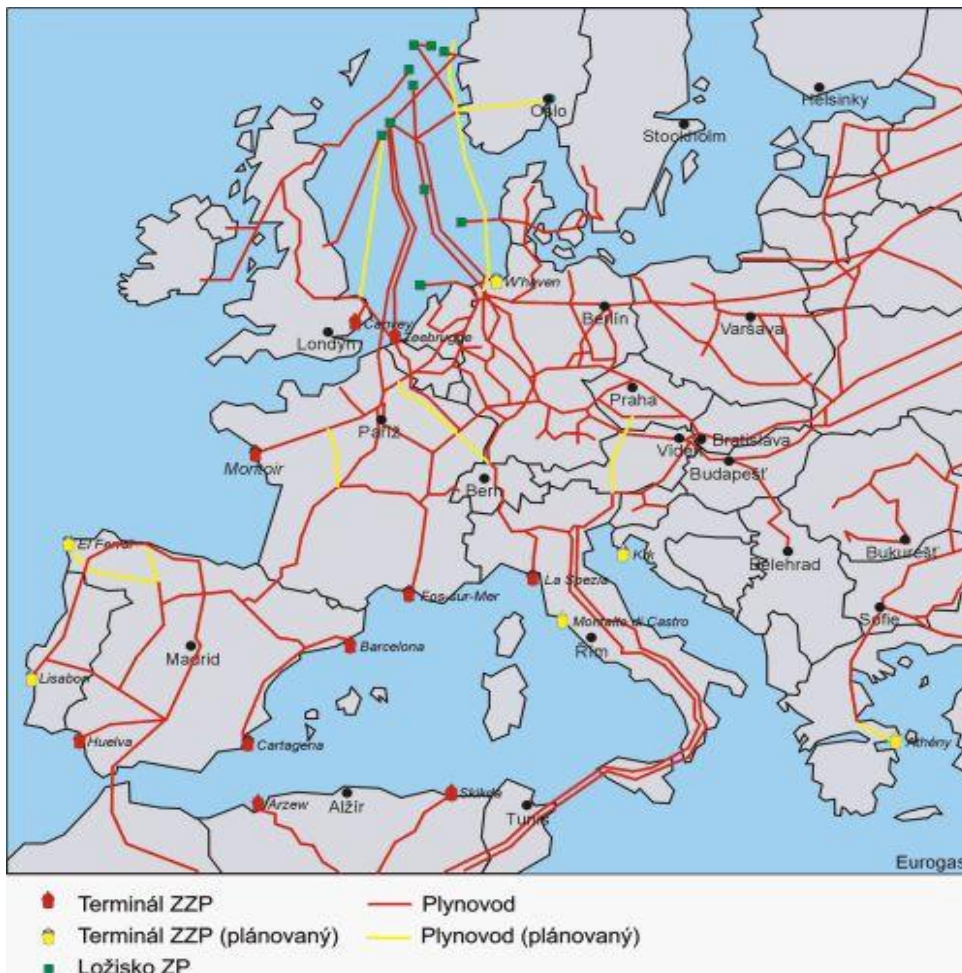 Helsinky
Oslo
Stockholm
W'haven
Berlín
Varšava
Canvey
Londýn
Zeebrugge
Praha
Paříž
Bratislava
Vídeň
Montoir
Budapešť
Bern
El Ferrol
Krk
Bukurešť
Bělehrad
La Spezia
Fos-sur-Mer
Sofie
Montalto di Castro
Řím
Barcelona
Madrid
Lisabon
Huelva
Cartagena
Athény
Skikda
Arzew
Alžír
Tunis
Eurogas
Terminál ZZP
Plynovod
Terminál ZZP (plánovaný)
Plynovod (plánovaný)
Ložisko ZP